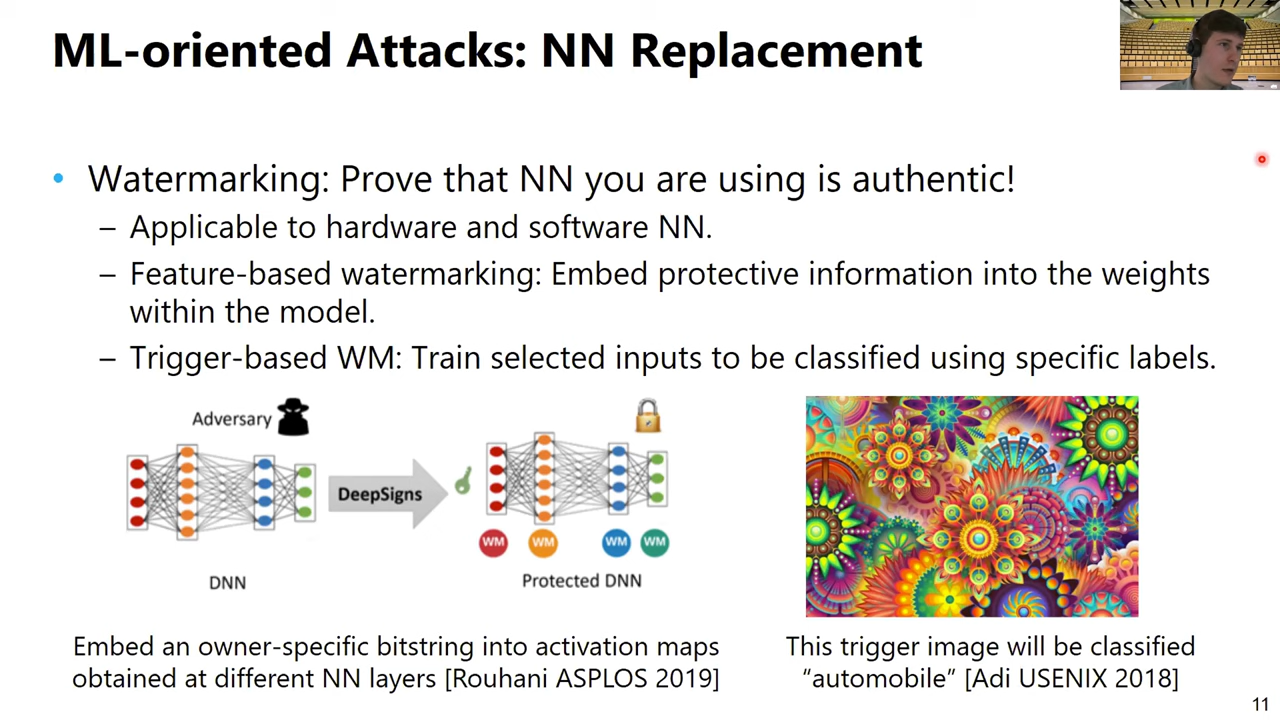 ML-oriented Attacks: NN Replacement
• Watermarking: Prove that NN you are using is authentic!
– Applicable to hardware and software NN.
– Feature-based watermarking: Embed protective information into the weights
within the model.
– Trigger-based WM: Train selected inputs to be classified using specific labels.
Adversary
DeepSigns
WM WM WM WM
DNN
Protected DNN
Embed an owner-specific bitstring into activation maps
obtained at different NN layers [Rouhani ASPLOS 2019]
This trigger image will be classified
“automobile” [Adi USENIX 2018]
11